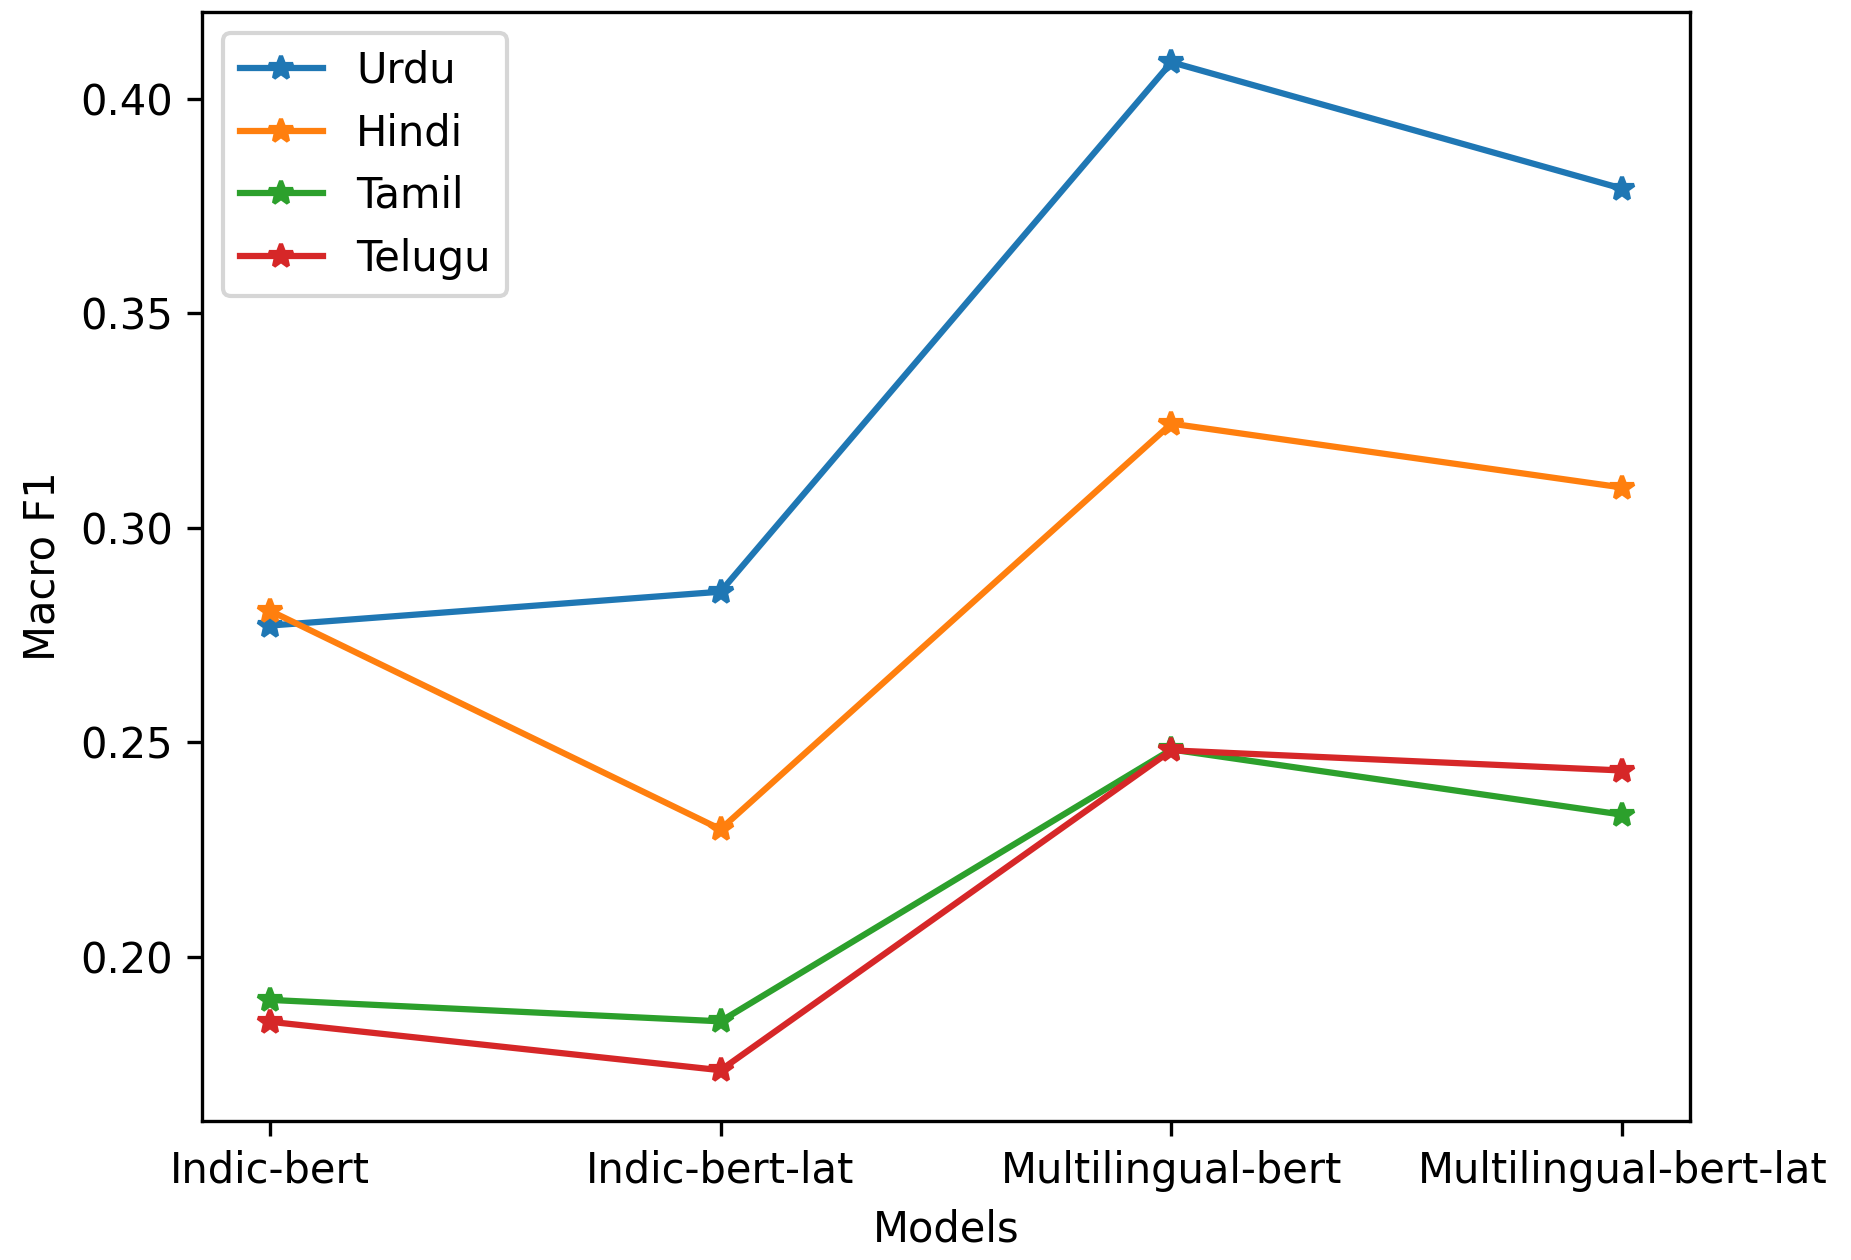 Urdu
Hindi
Tamil
Telugu
0.40
0.35
0.30
0.25
0.20
Macro F1
Indic-bert
Indic-bert-lat
Multilingual-bert
Multilingual-bert-lat
Models